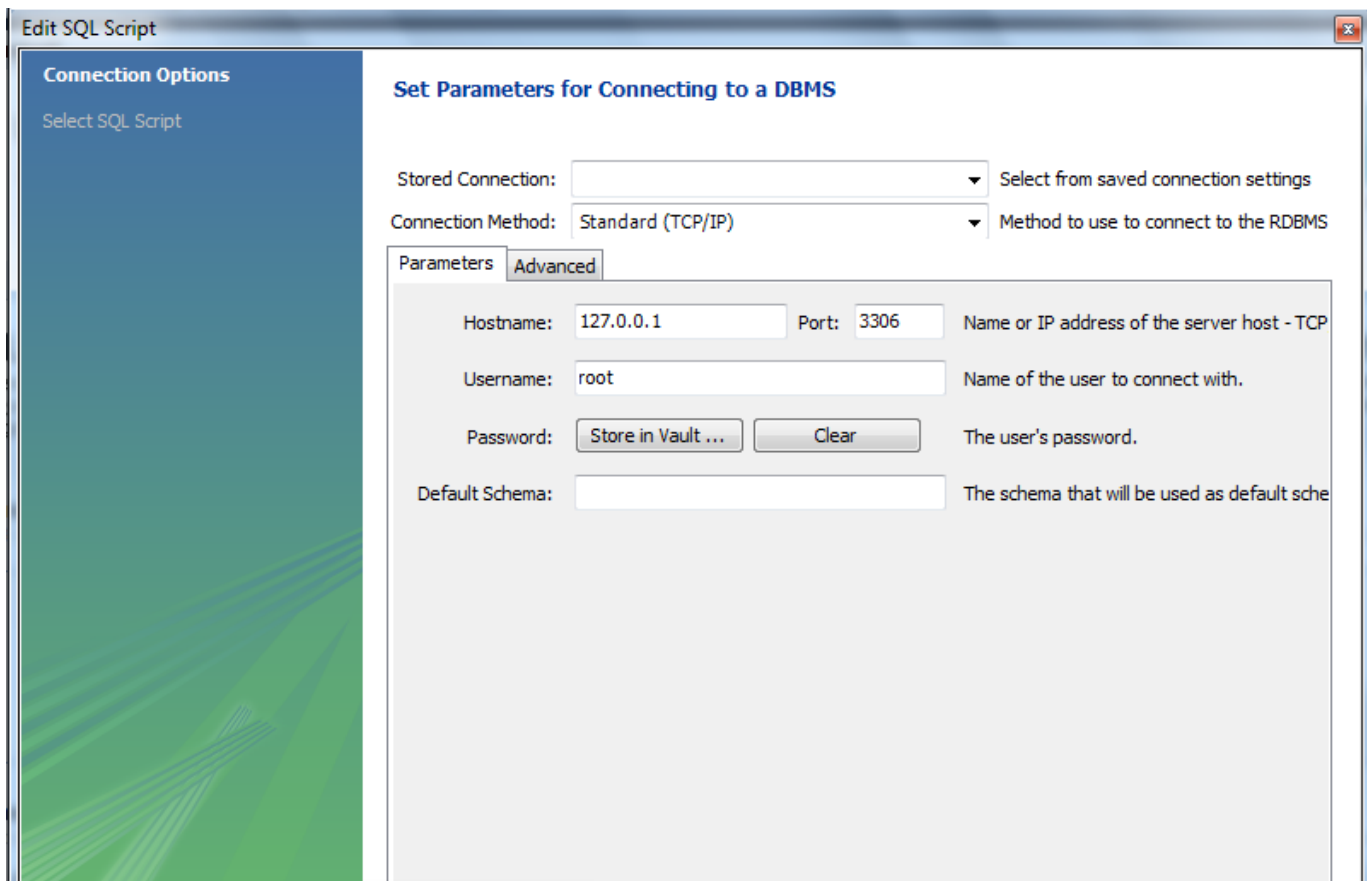 Edit SQL Script
Connection Options
Select SQL Script
Set Parameters for Connecting to a DBMS
Stored Connection: Select from saved connection settings
Connection Method: Standard (TCP/IP) Method to use to connect to the RDBMS
Parameters Advanced
Hostname: 127.0.0.1 Port: 3306 Name or IP address of the server host - TCP
Username: root Name of the user to connect with.
Password: Store in Vault ... Clear The user's password.
Default Schema: The schema that will be used as default sche